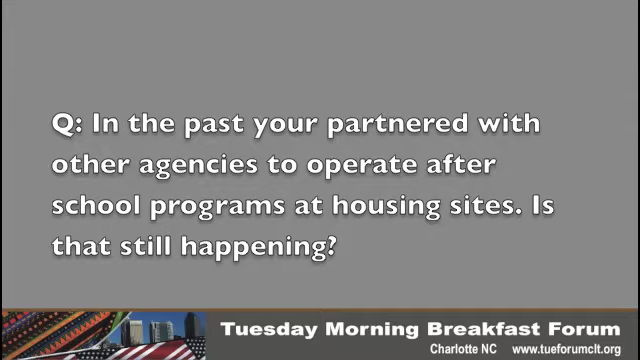 Q: In the past your partnered with
other agencies to operate after
school programs at housing sites. Is
that still happening?
Tuesday Morning Breakfast Forum
Charlotte NC www.tueforumclt.org